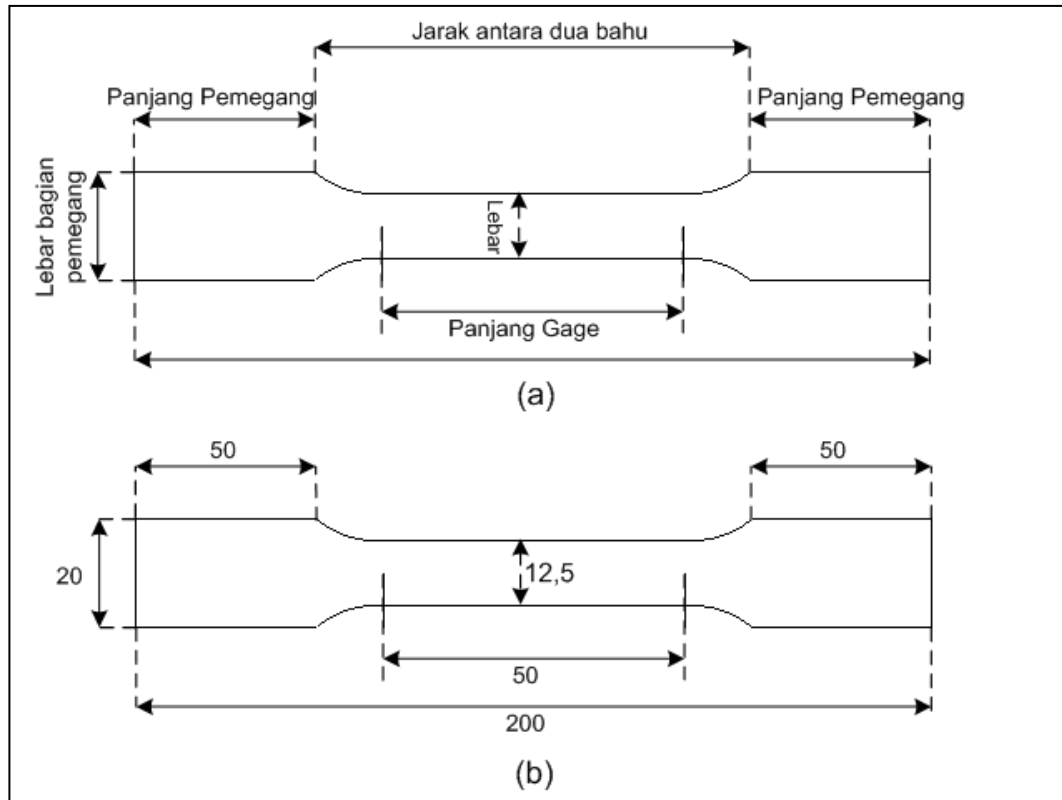 Jarak antara dua bahu
Panjang Pemegang
Panjang Pemegang
Lebar bagian
pemegang
Lebar
Panjang Gage
(a)
50
50
20
12,5
50
200
(b)